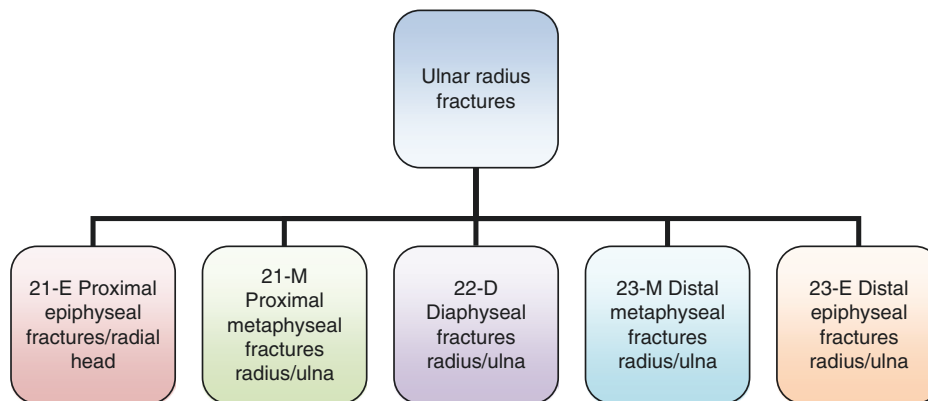 Ulnar radius
fractures
21-E Proximal
epiphyseal
fractures/radial
head
21-M
Proximal
metaphyseal
fractures
radius/ulna
22-D
Diaphyseal
fractures
radius/ulna
23-M Distal
metaphyseal
fractures
radius/ulna
23-E Distal
epiphyseal
fractures
radius/ulna